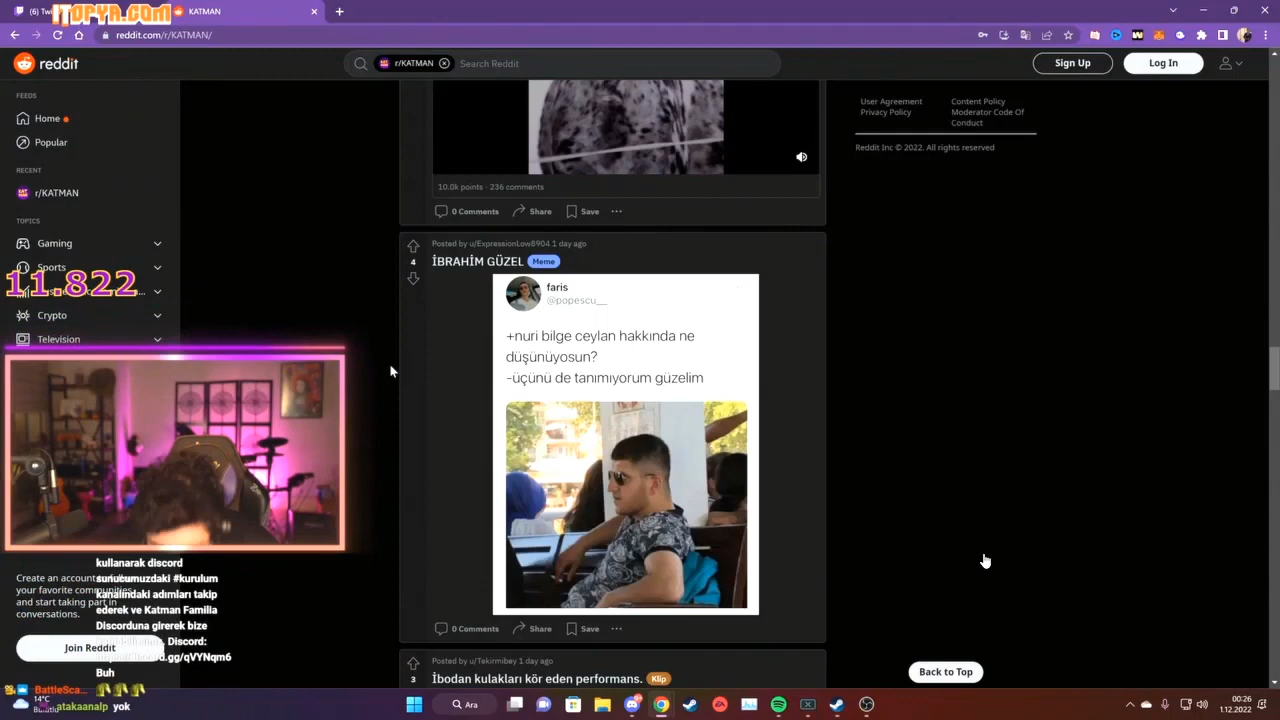 (6) Tw
ITOPYA.COM
KATMAN
reddit.com/r/KATMAN/
reddit
r/KATMAN
Search Reddit
Sign Up
Log In
FEEDS
Home
Popular
RECENT
r/KATMAN
TOPICS
Gaming
Sports
11.822
Crypto
Television
User Agreement
Content Policy
Privacy Policy
Moderator Code Of
Conduct
Reddit Inc © 2022. All rights reserved
10.0k points · 236 comments
0 Comments
Share
Save
Posted by u/ExpressionLow8904 1 day ago
4
İBRAHİM GÜZEL
Meme
faris
@popescu__
+nuri bilge ceylan hakkında ne
düşünüyosun?
-üçünü de tanımıyorum güzelim
0 Comments
Share
Save
Posted by u/Tekirmibey 1 day ago
3
İbodan kulakları kör eden performans.
Klip
Back to Top
kullanarak discord
sunucumuzdaki #kurulum
kanalındaki adımları takip
ederek ve Katman Familia
Discorduna girerek bize
Discord:
.gg/qVYNqm6
Buh
Create an account
your favorite communities
and start taking part in
conversations.
Join Reddit
BattleSca...
atakaanalp yok
14°C
Ara
00:26
1.12.2022